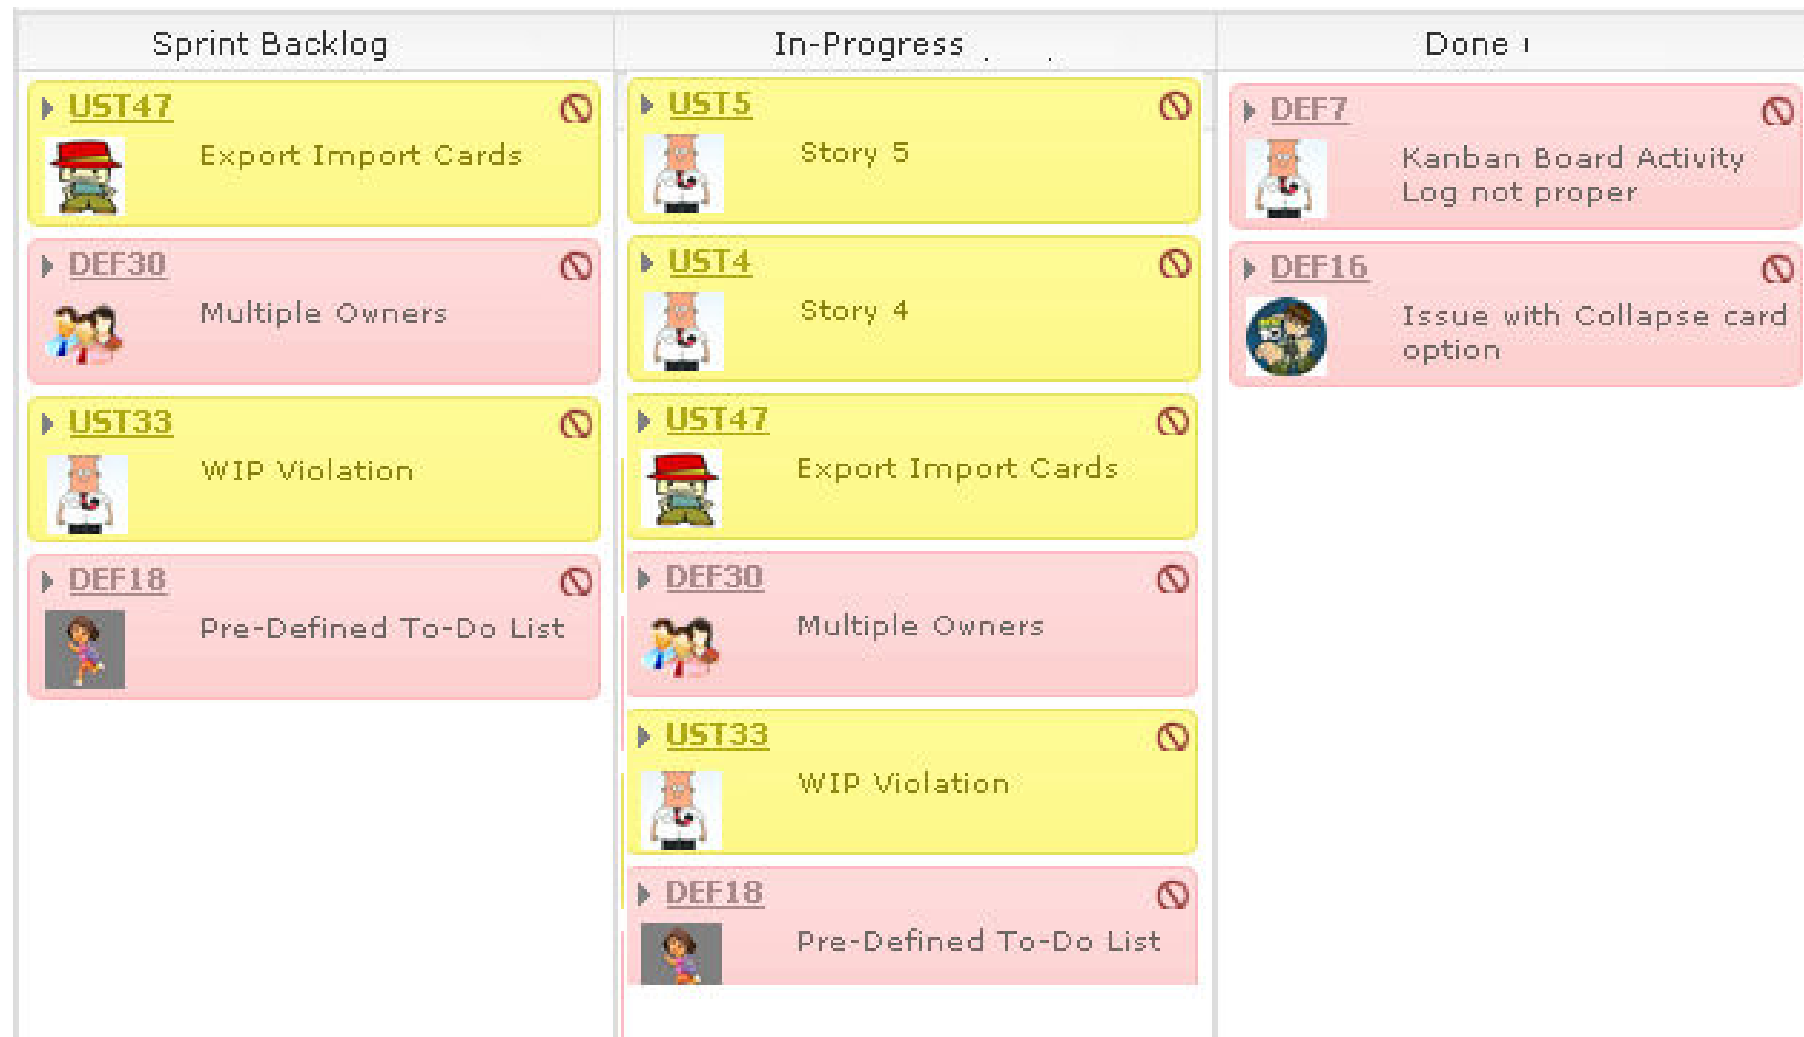 Sprint Backlog
UST47
Export Import Cards
DEF30
Multiple Owners
UST33
WIP Violation
DEF18
Pre-Defined To-Do List
In-Progress
UST5
Story 5
UST4
Story 4
UST47
Export Import Cards
DEF30
Multiple Owners
UST33
WIP Violation
DEF18
Pre-Defined To-Do List
Done
DEF7
Kanban Board Activity
Log not proper
DEF16
Issue with Collapse card
option